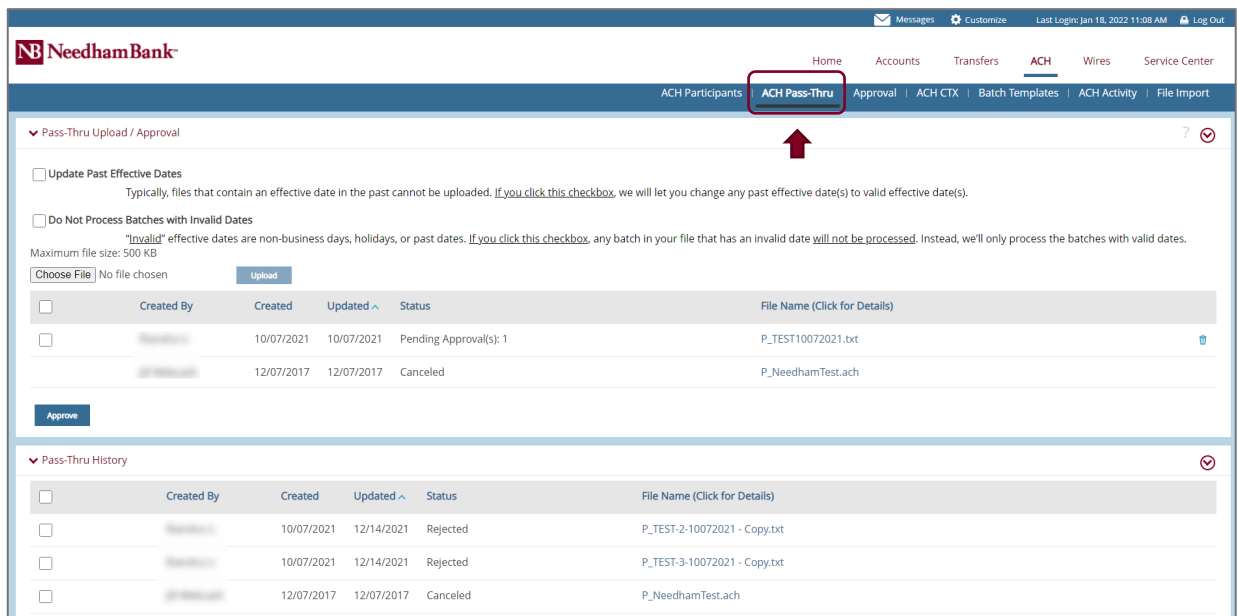 Messages Customize Last Login: Jan 18, 2022 11:08 AM Log Out
NB NeedhamBank
Home Accounts Transfers ACH Wires Service Center
ACH Participants | ACH Pass-Thru Approval | ACH CTX | Batch Templates | ACH Activity | File Import
Pass-Thru Upload / Approval ?
Update Past Effective Dates
Typically, files that contain an effective date in the past cannot be uploaded. If you click this checkbox, we will let you change any past effective date(s) to valid effective date(s).
Do Not Process Batches with Invalid Dates
"Invalid" effective dates are non-business days, holidays, or past dates. If you click this checkbox, any batch in your file that has an invalid date will not be processed. Instead, we'll only process the batches with valid dates.
Maximum file size: 500 KB
Choose File No file chosen Upload
Created By Created Updated Status File Name (Click for Details)
10/07/2021 10/07/2021 Pending Approval(s): 1 P_TEST10072021.txt
12/07/2017 12/07/2017 Canceled P_NeedhamTest.ach
Approve
Pass-Thru History
Created By Created Updated Status File Name (Click for Details)
10/07/2021 12/14/2021 Rejected P_TEST-2-10072021 - Copy.txt
10/07/2021 12/14/2021 Rejected P_TEST-3-10072021 - Copy.txt
12/07/2017 12/07/2017 Canceled P_NeedhamTest.ach